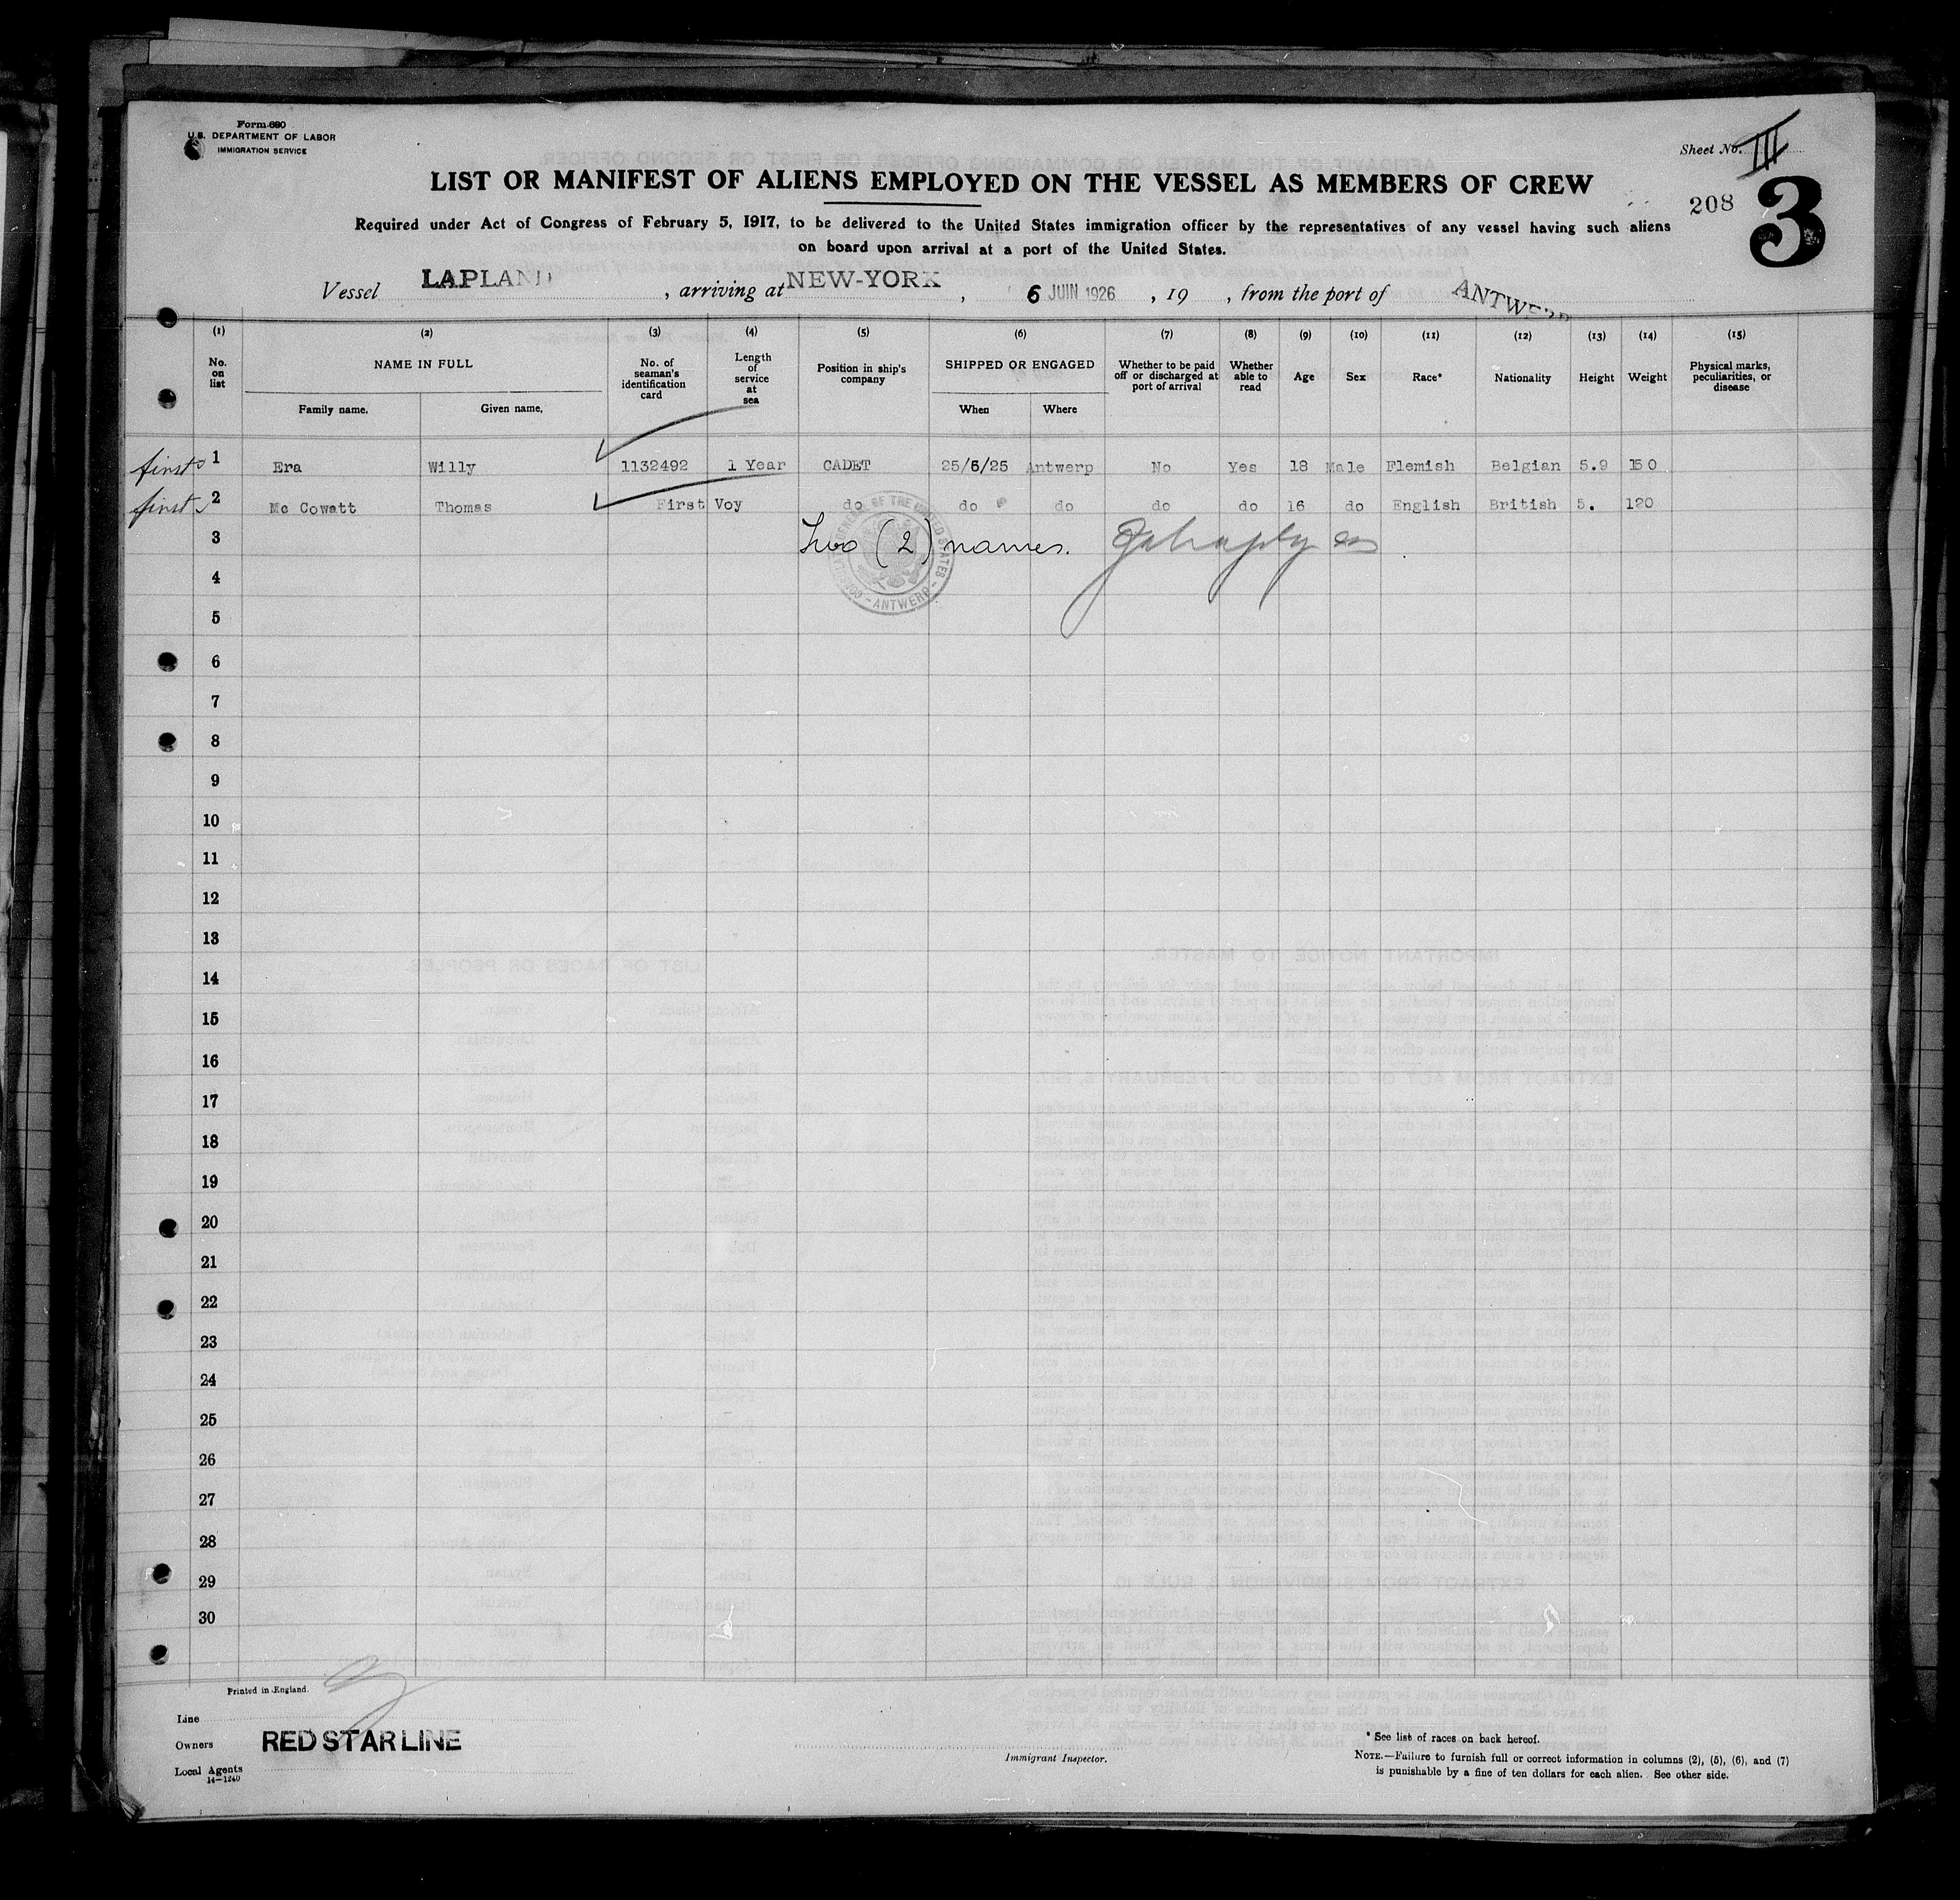 Form 680
U.S. DEPARTMENT OF LABOR
IMMIGRATION SERVICE
Sheet No. III
LIST OR MANIFEST OF ALIENS EMPLOYED ON THE VESSEL AS MEMBERS OF CREW
208 3
Required under Act of Congress of February 5, 1917, to be delivered to the United States immigration officer by the representatives of any vessel having such aliens
on board upon arrival at a port of the United States.
Vessel LAPLAND, arriving at NEW-YORK, 6 JUIN 1926, 19 , from the port of ANTWERP
(1) (2) (3) (4) (5) (6) (7) (8) (9) (10) (11) (12) (13) (14) (15)
No. on list NAME IN FULL Family name. Given name. No. of seaman's identification card Length of service at sea Position in ship's company SHIPPED OR ENGAGED When Where Whether to be paid off or discharged at port of arrival Whether able to read Age Sex Race* Nationality Height Weight Physical marks, peculiarities, or disease
first 1 Era Willy 1132492 1 Year CADET 25/6/25 Antwerp No Yes 18 Male Flemish Belgian 5.9 150
first 2 Mc Cowatt Thomas First Voy do do do do do 16 do English British 5. 120
3 Two (2) names.
4
5
6
7
8
9
10
11
12
13
14
15
16
17
18
19
20
21
22
23
24
25
26
27
28
29
30
Printed in England.
Line
Owners RED STAR LINE
Local Agents
14-1240
Immigrant Inspector.
* See list of races on back hereof.
NOTE.—Failure to furnish full or correct information in columns (2), (5), (6), and (7)
is punishable by a fine of ten dollars for each alien. See other side.